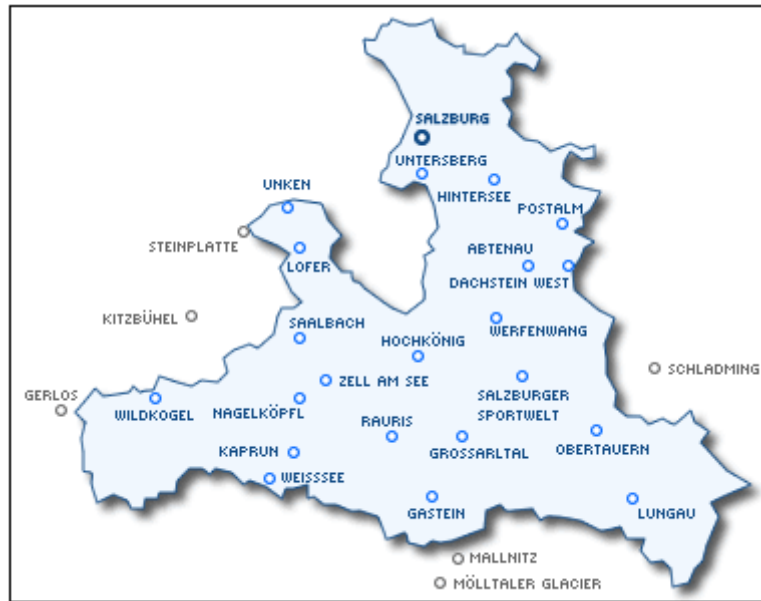 SALZBURG
UNTERSBERG
HINTERSEE
UNKEN
POSTALM
STEINPLATTE
LOFER
ABTENAU
DACHSTEIN WEST
KITZBÜHEL
SAALBACH
HOCHKÖNIG
WERFENWANG
SCHLADMING
GERLOS
WILDKOGEL
NAGELKÖPFL
ZELL AM SEE
SALZBURGER
SPORTWELT
RAURIS
KAPRUN
GROSSARLTAL
OBERTAUERN
WEISSSEE
GASTEIN
LUNGAU
MALLNITZ
MÖLLTALER GLACIER